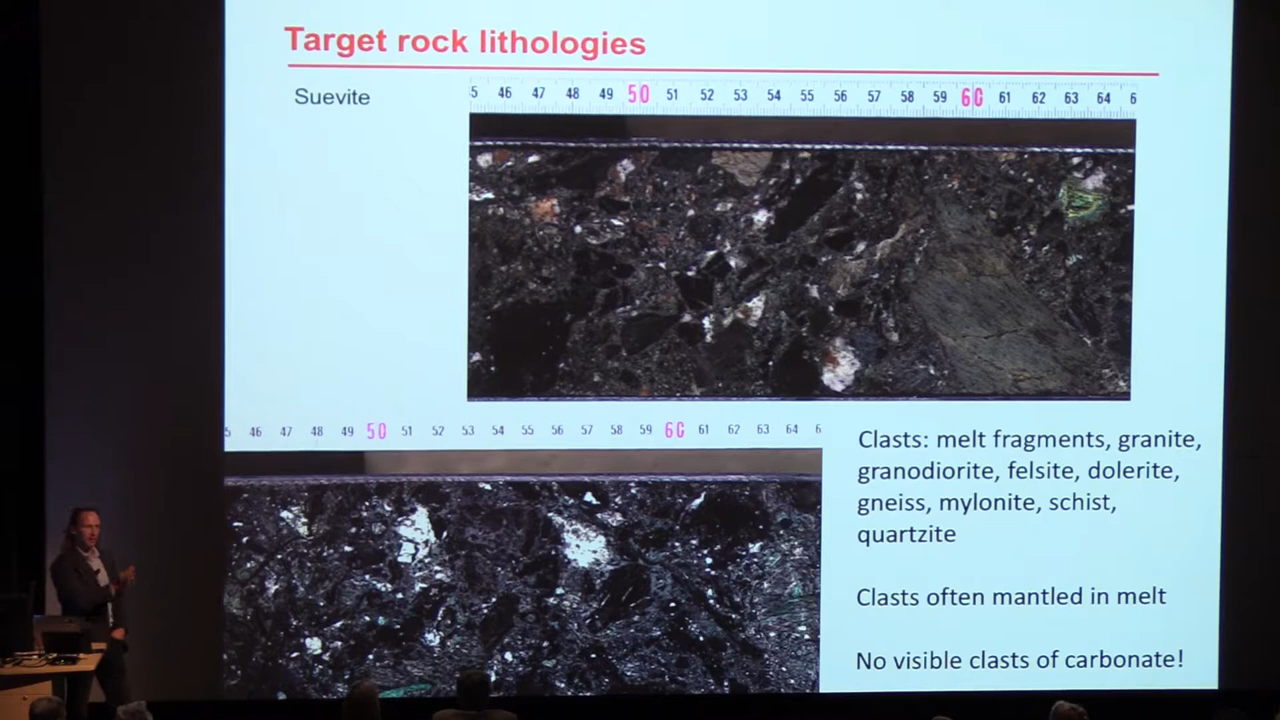 Target rock lithologies
Suevite
5 46 47 48 49 50 51 52 53 54 55 56 57 58 59 60 61 62 63 64 6
5 46 47 48 49 50 51 52 53 54 55 56 57 58 59 60 61 62 63 64 6
Clasts: melt fragments, granite,
granodiorite, felsite, dolerite,
gneiss, mylonite, schist,
quartzite
Clasts often mantled in melt
No visible clasts of carbonate!